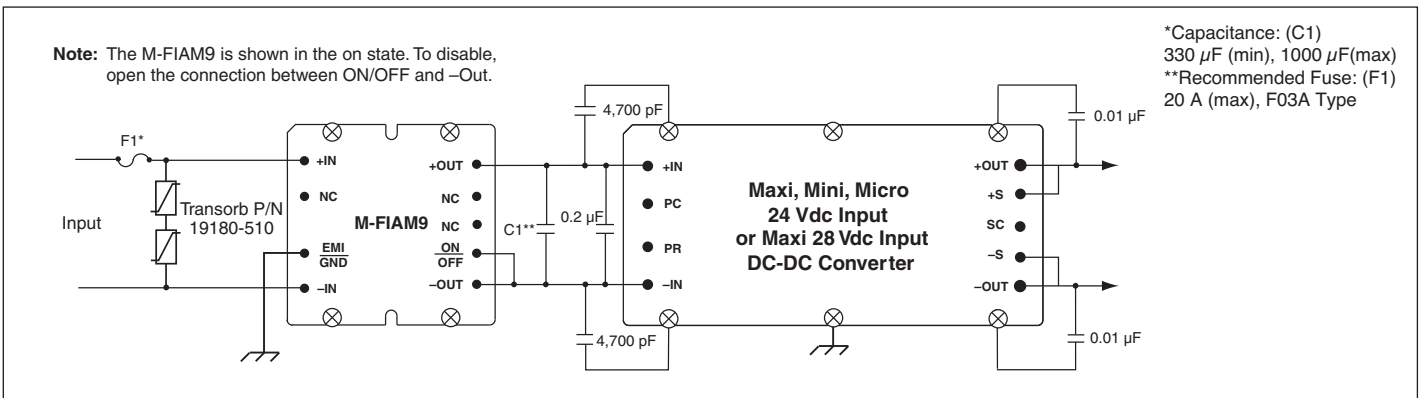 Note: The M-FIAM9 is shown in the on state. To disable,
open the connection between ON/OFF and –Out.
*Capacitance: (C1)
330 µF (min), 1000 µF(max)
**Recommended Fuse: (F1)
20 A (max), F03A Type
F1*
Input
Transorb P/N
19180-510
+IN
NC
EMI
GND
–IN
M-FIAM9
+OUT
NC
NC
ON
OFF
–OUT
4,700 pF
C1**
0.2 µF
4,700 pF
+IN
PC
PR
–IN
Maxi, Mini, Micro
24 Vdc Input
or Maxi 28 Vdc Input
DC-DC Converter
+OUT
+S
SC
–S
–OUT
0.01 µF
0.01 µF